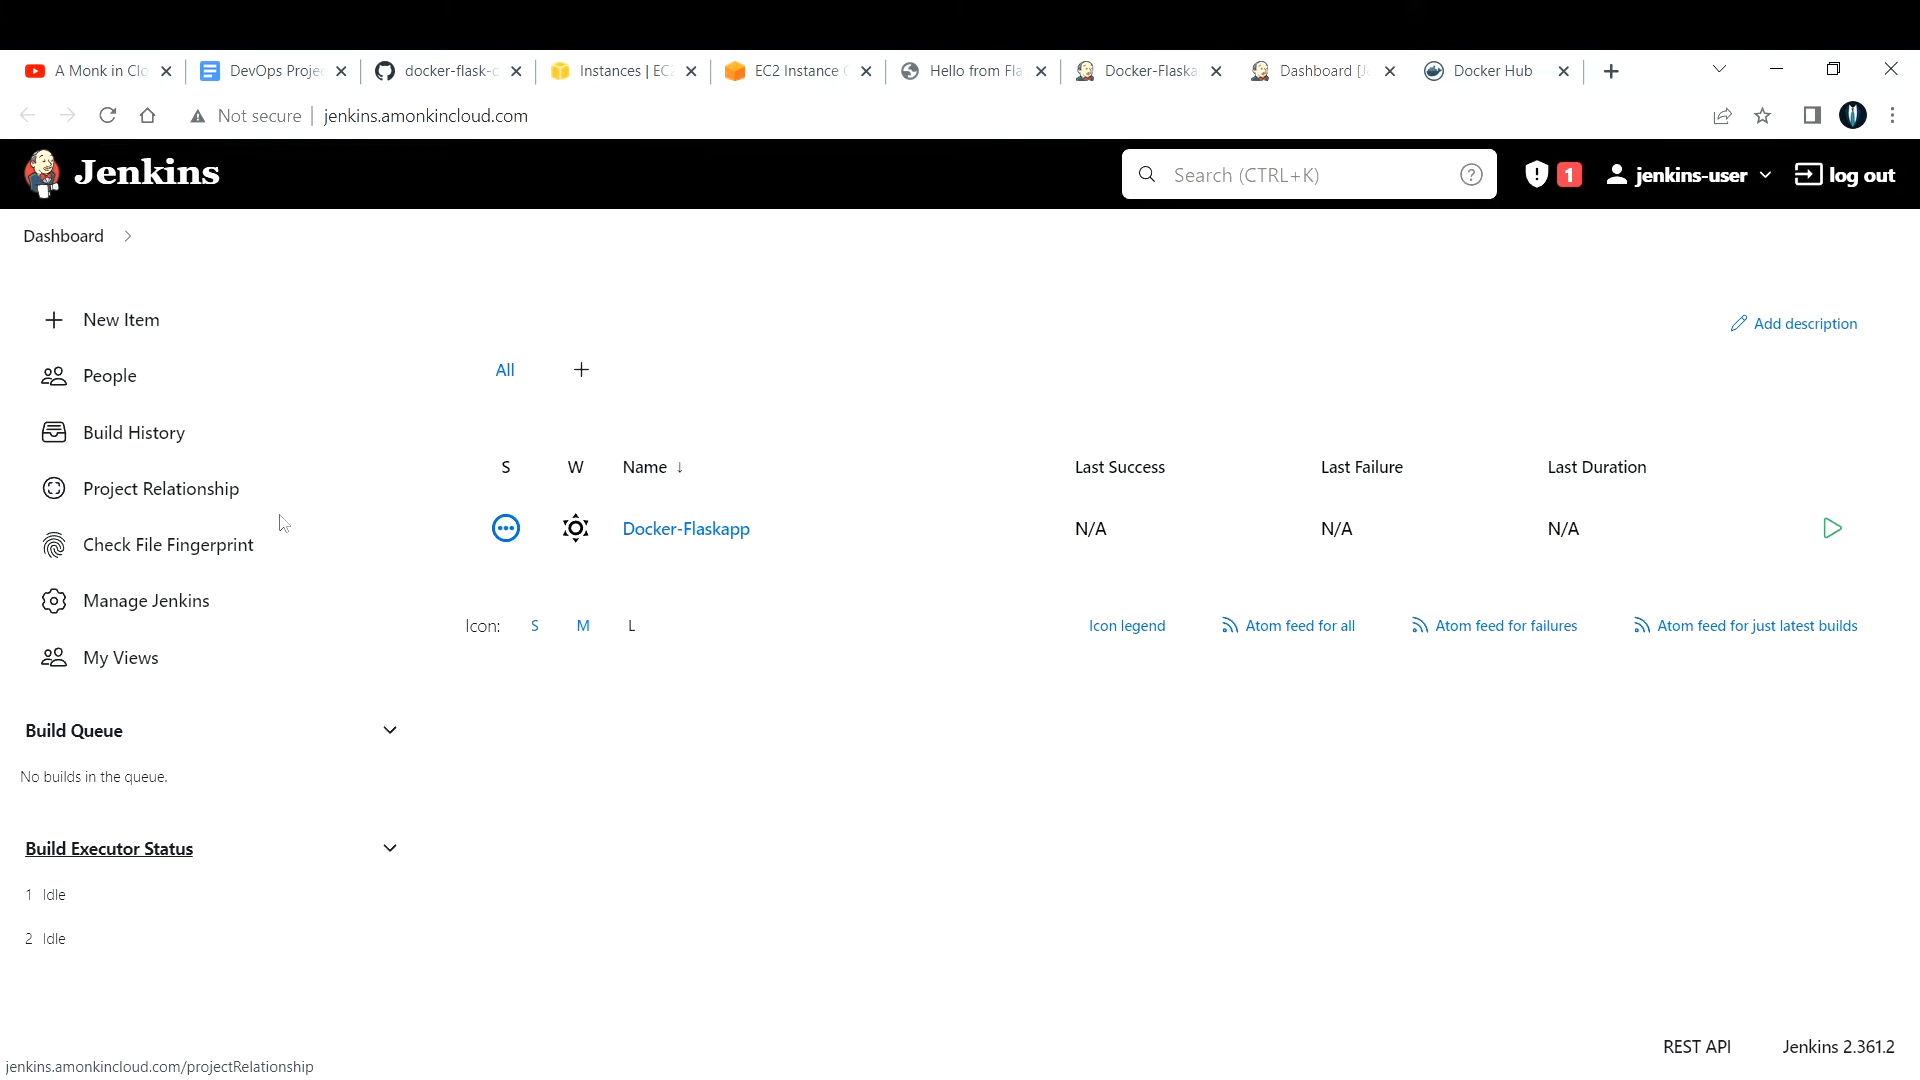 A Monk in Clo
DevOps Projec
docker-flask-c
Instances | EC2
EC2 Instance C
Hello from Fla
Docker-Flaska
Dashboard [Je
Docker Hub
Not secure
jenkins.amonkincloud.com
Jenkins
Search (CTRL+K)
1
jenkins-user
log out
Dashboard
New Item
Add description
All
People
Build History
S W Name ↓ Last Success Last Failure Last Duration
Project Relationship
Docker-Flaskapp N/A N/A N/A
Check File Fingerprint
Manage Jenkins
Icon: S M L
Icon legend
Atom feed for all
Atom feed for failures
Atom feed for just latest builds
My Views
Build Queue
No builds in the queue.
Build Executor Status
1 Idle
2 Idle
REST API
Jenkins 2.361.2
jenkins.amonkincloud.com/projectRelationship